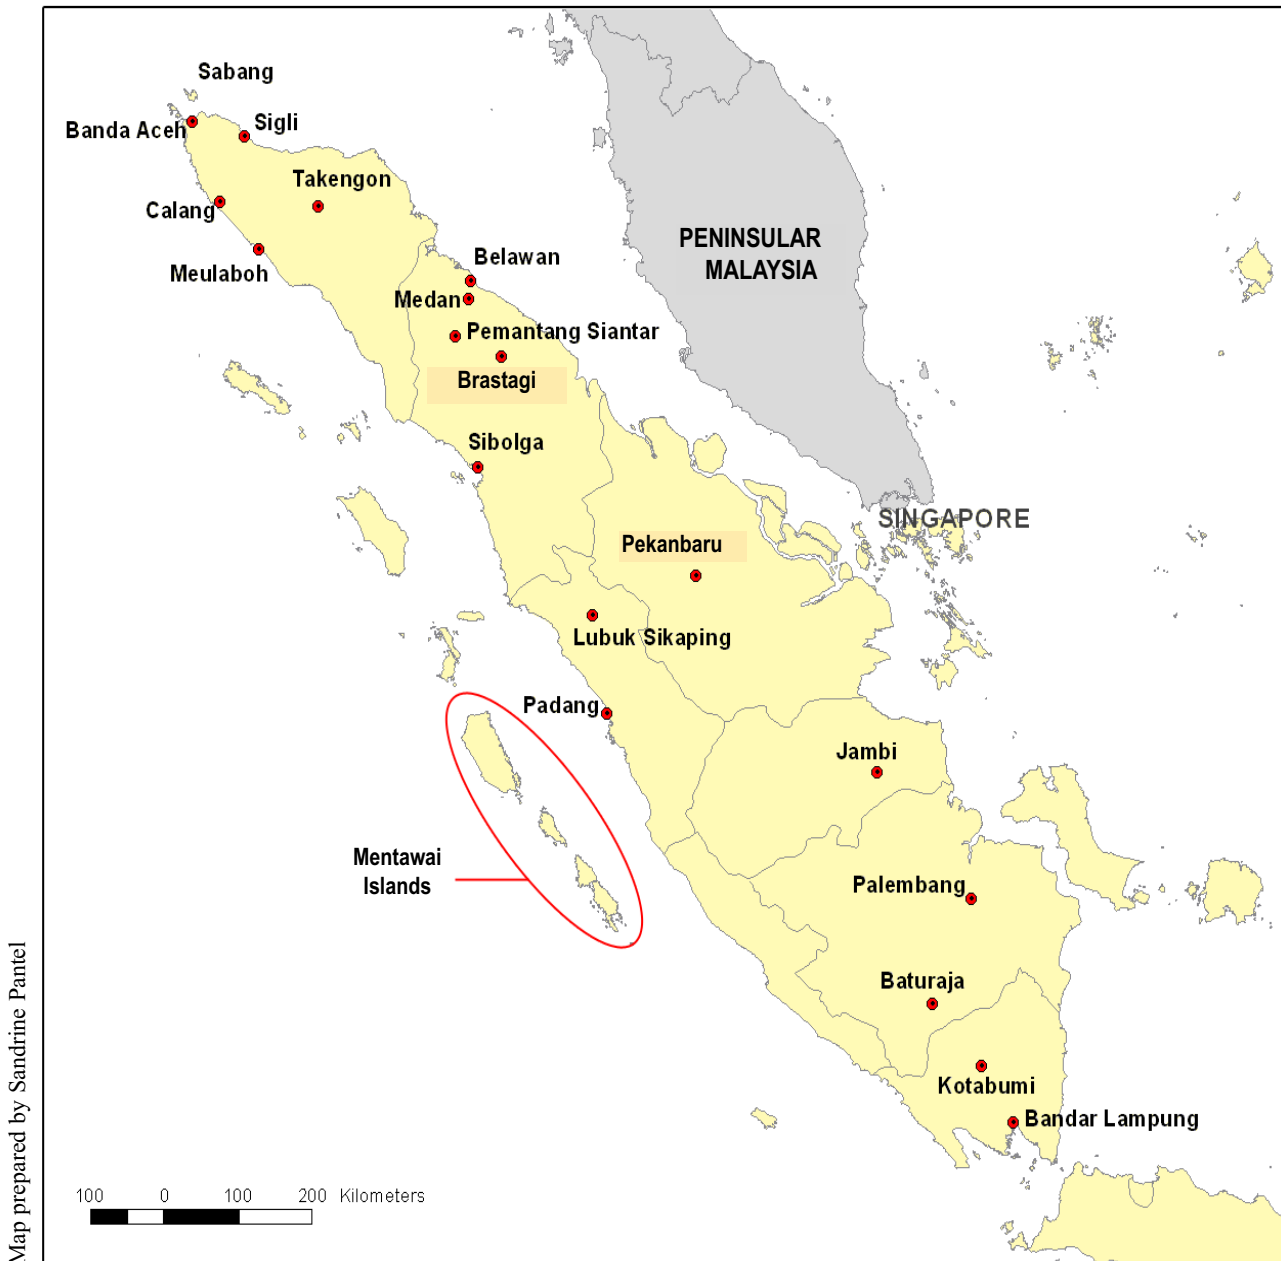 Sabang
Banda Aceh
Sigli
Takengon
Calang
Meulaboh
PENINSULAR
MALAYSIA
Belawan
Medan
Pemantang Siantar
Brastagi
Sibolga
SINGAPORE
Pekanbaru
Lubuk Sikaping
Padang
Jambi
Mentawai
Islands
Palembang
Baturaja
Kotabumi
Bandar Lampung
100 0 100 200 Kilometers
Map prepared by Sandrine Pantel